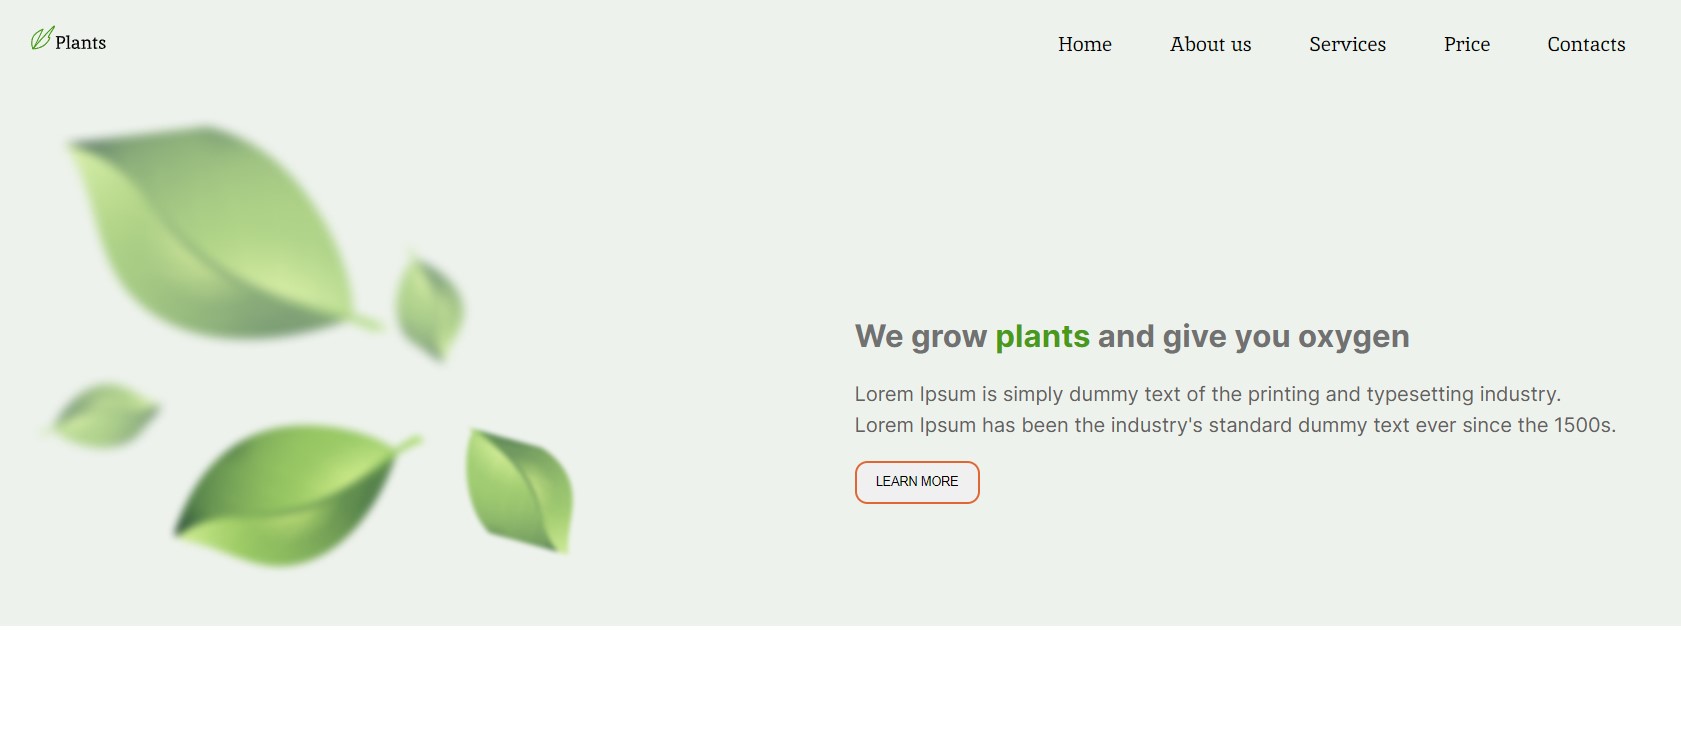 Plants
Home About us Services Price Contacts
We grow plants and give you oxygen
Lorem Ipsum is simply dummy text of the printing and typesetting industry.
Lorem Ipsum has been the industry's standard dummy text ever since the 1500s.
LEARN MORE